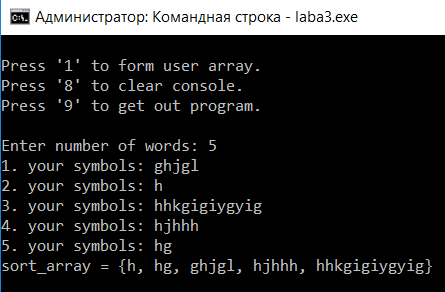 Администратор: Командная строка - laba3.exe
Press '1' to form user array.
Press '8' to clear console.
Press '9' to get out program.
Enter number of words: 5
1. your symbols: ghjgl
2. your symbols: h
3. your symbols: hhkgigiygyig
4. your symbols: hjhhh
5. your symbols: hg
sort_array = {h, hg, ghjgl, hjhhh, hhkgigiygyig}